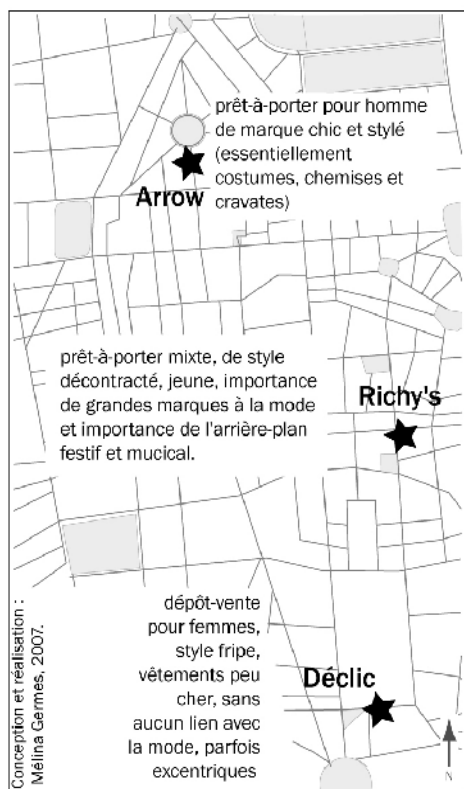 prêt-à-porter pour homme
de marque chic et stylé
(essentiellement
costumes, chemises et
cravates)
Arrow
prêt-à-porter mixte, de style
décontracté, jeune, importance
de grandes marques à la mode
et importance de l'arrière-plan
festif et mucical.
Richy's
dépôt-vente
pour femmes,
style fripe,
vêtements peu
cher, sans
aucun lien avec
la mode, parfois
excentriques
Déclic
Conception et réalisation :
Mélina Germes, 2007.
N